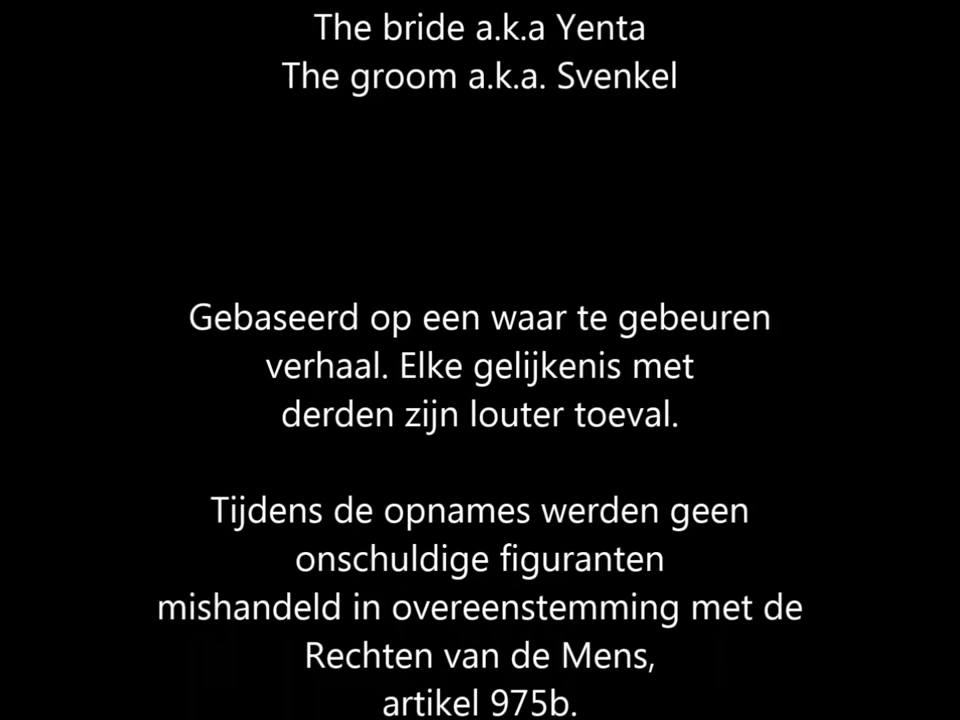 The bride a.k.a Yenta
The groom a.k.a. Svenkel
Gebaseerd op een waar te gebeuren
verhaal. Elke gelijkenis met
derden zijn louter toeval.
Tijdens de opnames werden geen
onschuldige figuranten
mishandeld in overeenstemming met de
Rechten van de Mens,
artikel 975b.